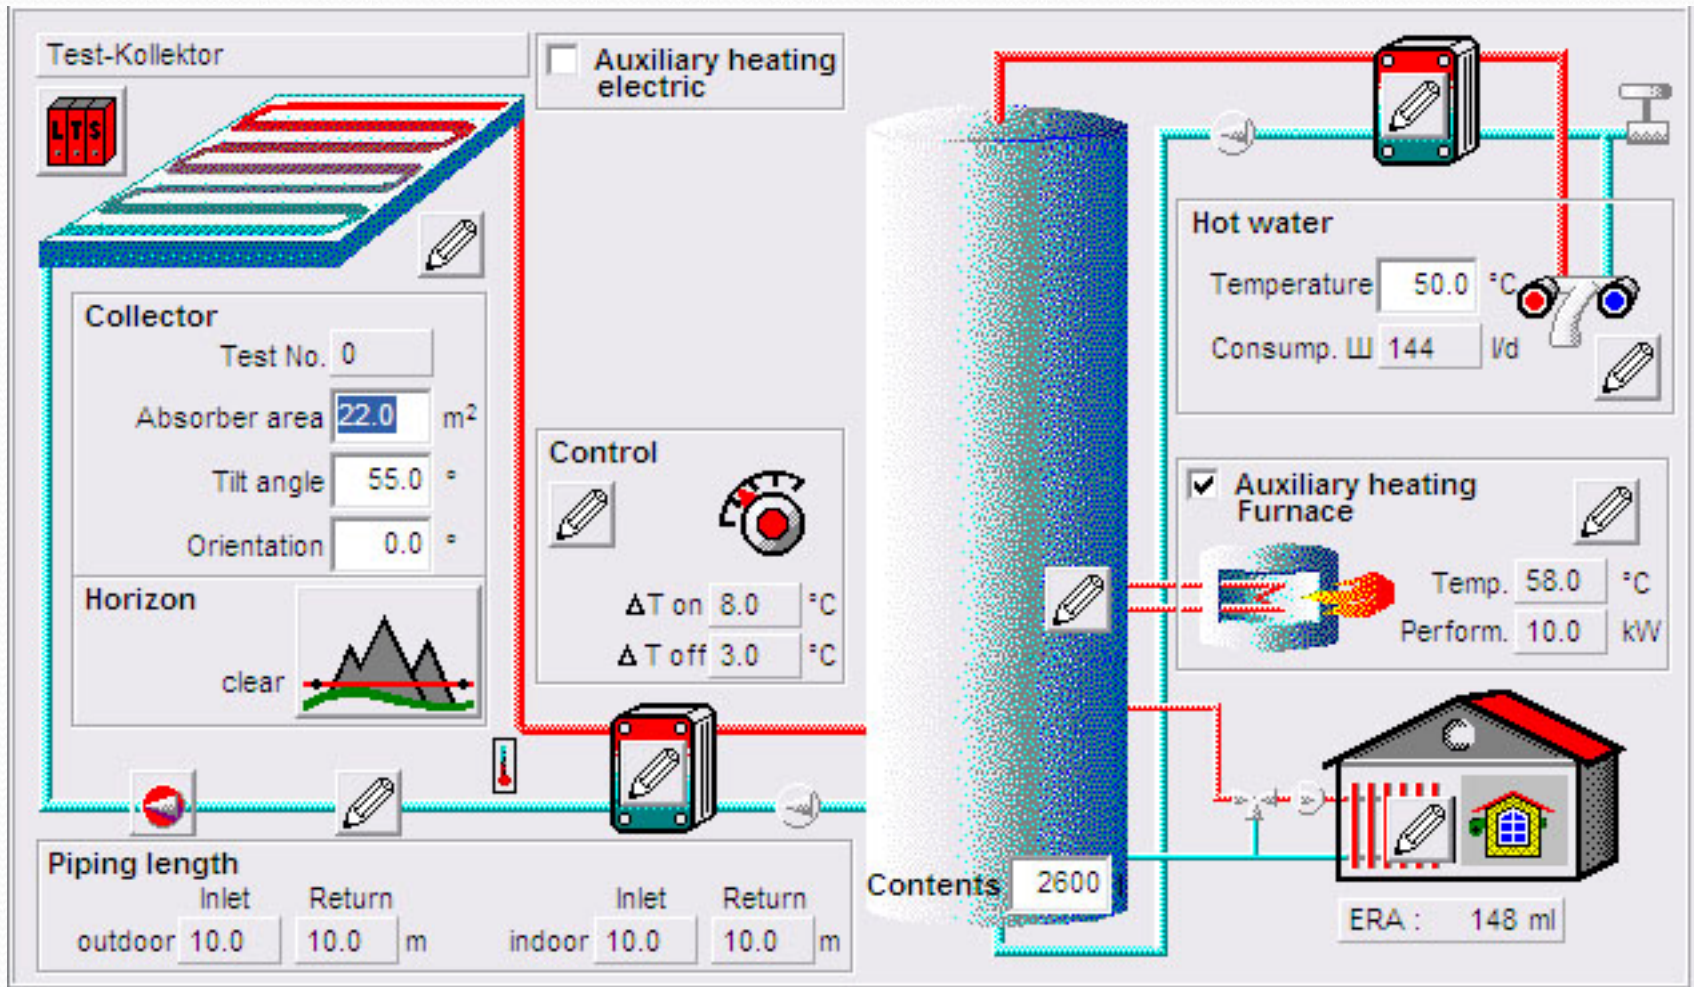 Test-Kollektor
Auxiliary heating
electric
LTS
Collector
Test No. 0
Absorber area 22.0 m²
Tilt angle 55.0 °
Orientation 0.0 °
Horizon
clear
Control
ΔT on 8.0 °C
ΔT off 3.0 °C
Piping length
Inlet Return Inlet Return
outdoor 10.0 10.0 m indoor 10.0 10.0 m
Contents 2600
Hot water
Temperature 50.0 °C
Consump. Ш 144 l/d
Auxiliary heating
Furnace
Temp. 58.0 °C
Perform. 10.0 kW
ERA : 148 ml